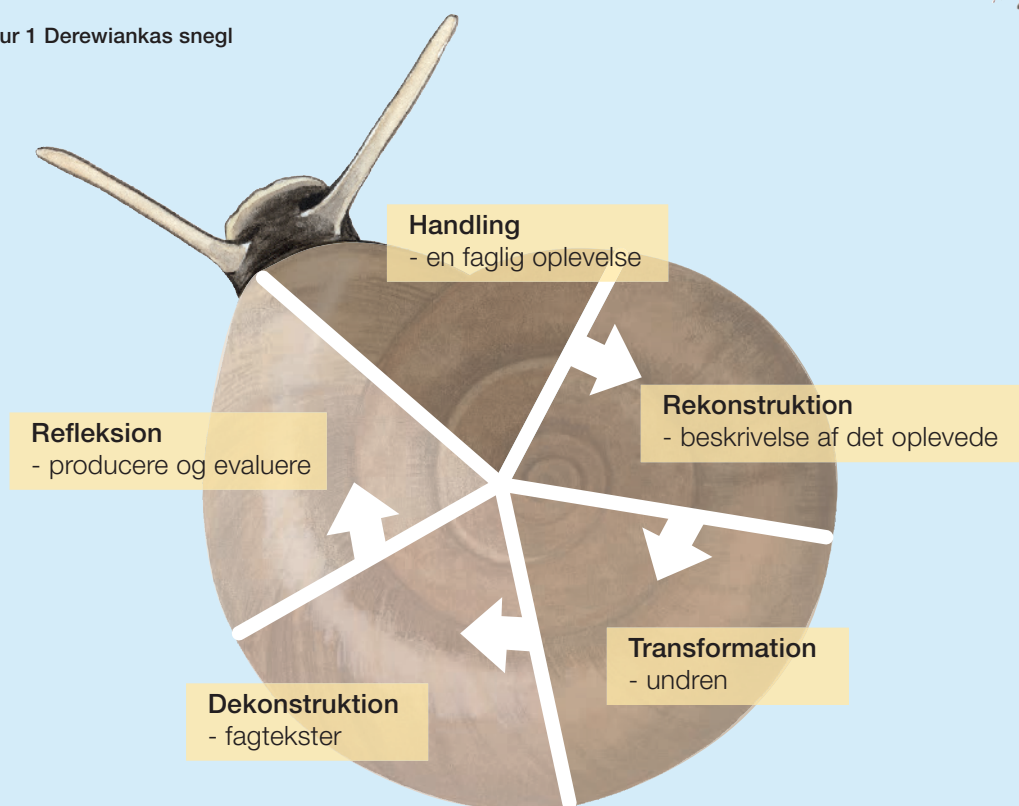 ur 1 Derewiankas snegl
Handling
- en faglig oplevelse
Rekonstruktion
- beskrivelse af det oplevede
Refleksion
- producere og evaluere
Transformation
- undren
Dekonstruktion
- fagtekster